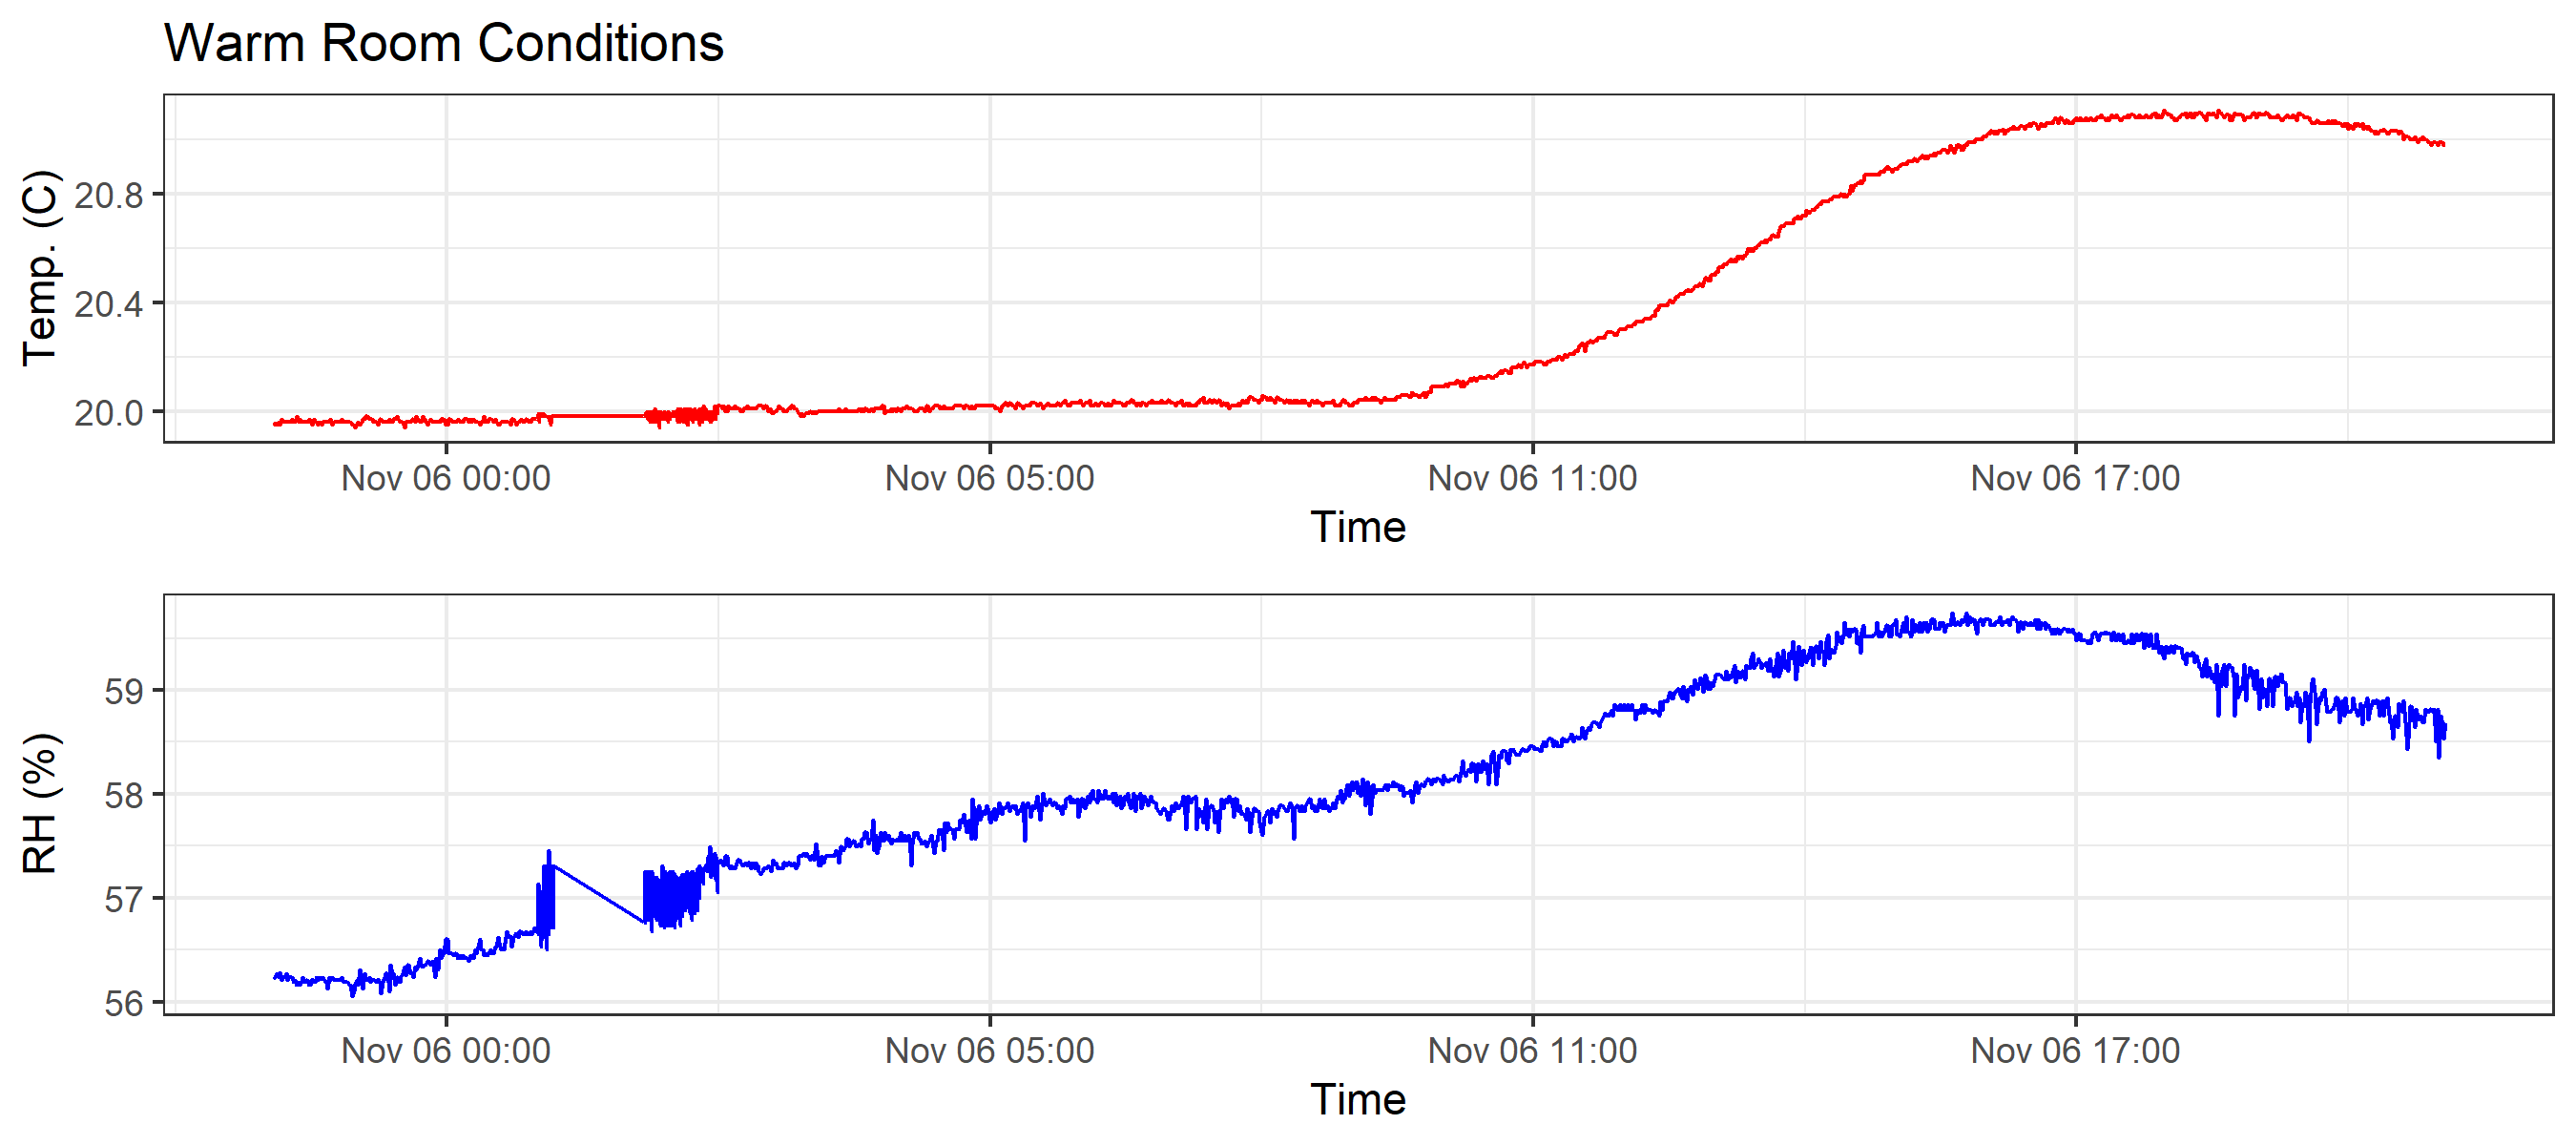 Warm Room Conditions
Temp. (C)
20.8
20.4
20.0
Nov 06 00:00 Nov 06 05:00 Nov 06 11:00 Nov 06 17:00
Time
RH (%)
59
58
57
56
Nov 06 00:00 Nov 06 05:00 Nov 06 11:00 Nov 06 17:00
Time